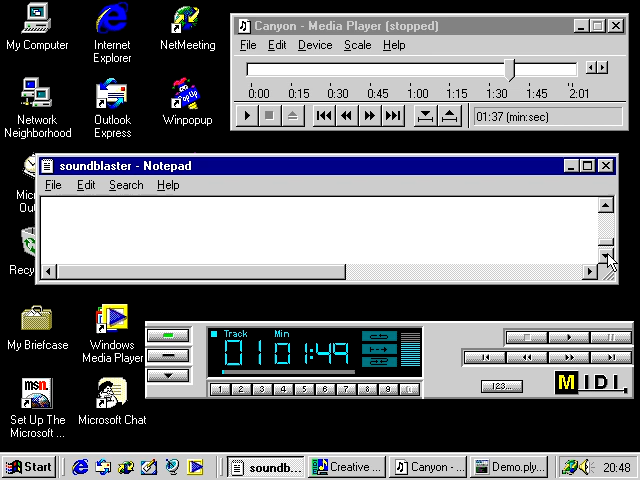 My Computer
Internet Explorer
NetMeeting
Canyon - Media Player (stopped)
File Edit Device Scale Help
0:00 0:15 0:30 0:45 1:00 1:15 1:30 1:45 2:01
01:37 (min:sec)
Network Neighborhood
Outlook Express
PopUp
Winpopup
soundblaster - Notepad
File Edit Search Help
My Briefcase
Windows Media Player
Track Min
01 01:49
1 2 3 4 5 6 7 8 9
123...
MIDI
msn
Set Up The Microsoft ...
Microsoft Chat
Start
soundb...
Creative ...
Canyon - ...
Demo.ply...
20:48